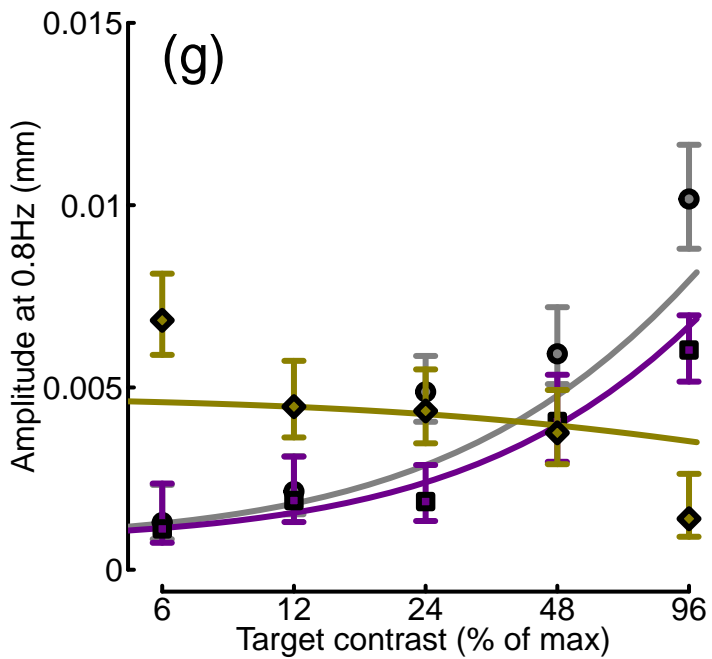 (g)
0.015
0.01
0.005
0
Amplitude at 0.8Hz (mm)
6 12 24 48 96
Target contrast (% of max)